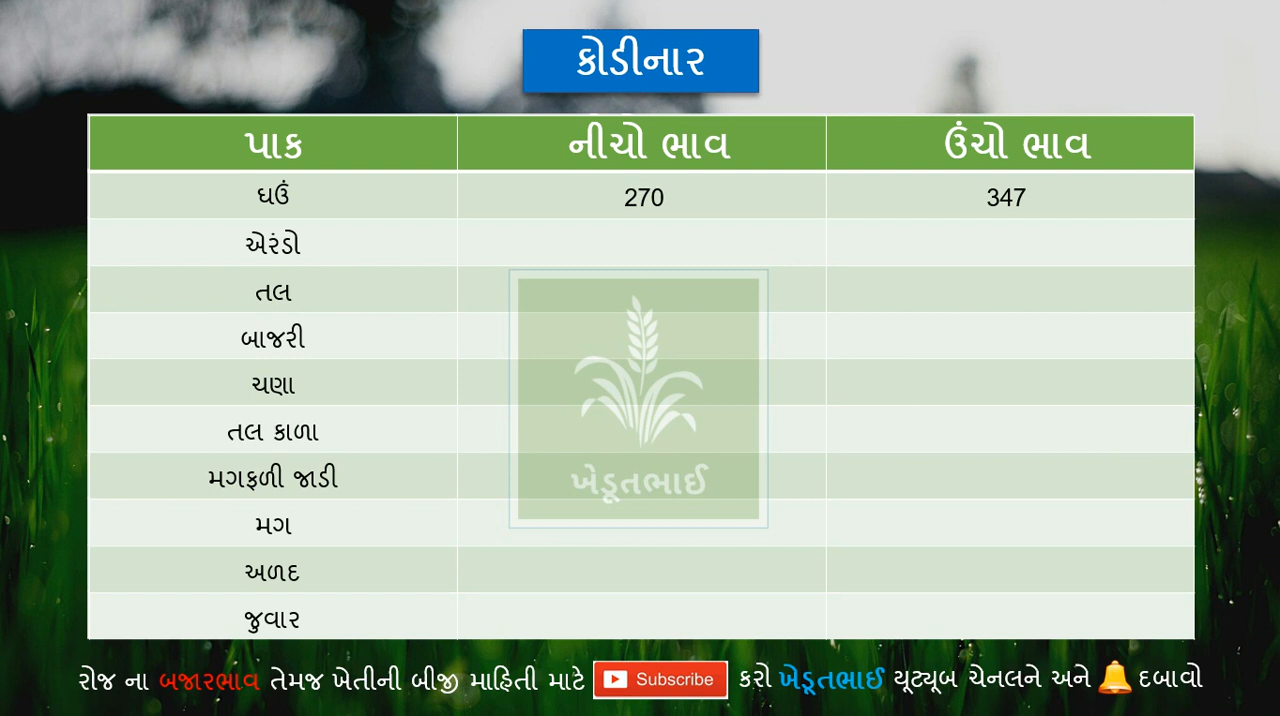 કોડીનાર
પાક નીચો ભાવ ઉંચો ભાવ
ઘઉં 270 347
એરંડો
તલ
બાજરી
ચણા
તલ કાળા
મગફળી જાડી
ખેડૂતભાઈ
મગ
અળદ
જુવાર
રોજ ના બજારભાવ તેમજ ખેતીની બીજી માહિતી માટે Subscribe કરો ખેડૂતભાઈ યૂટ્યૂબ ચેનલને અને દબાવો